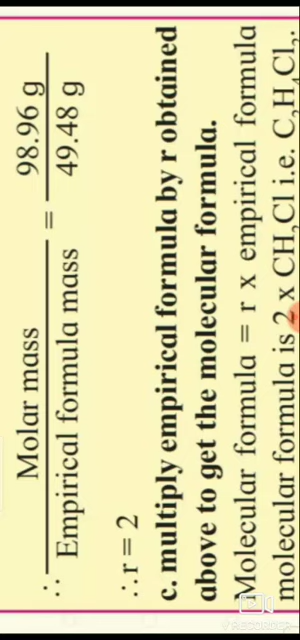 ∴ Molar mass / Empirical formula mass = 98.96 g / 49.48 g
∴ r = 2
c. multiply empirical formula by r obtained
above to get the molecular formula.
Molecular formula = r x empirical formula
molecular formula is 2 x CH₂Cl i.e. C₂H₄Cl₂.
RECORDER